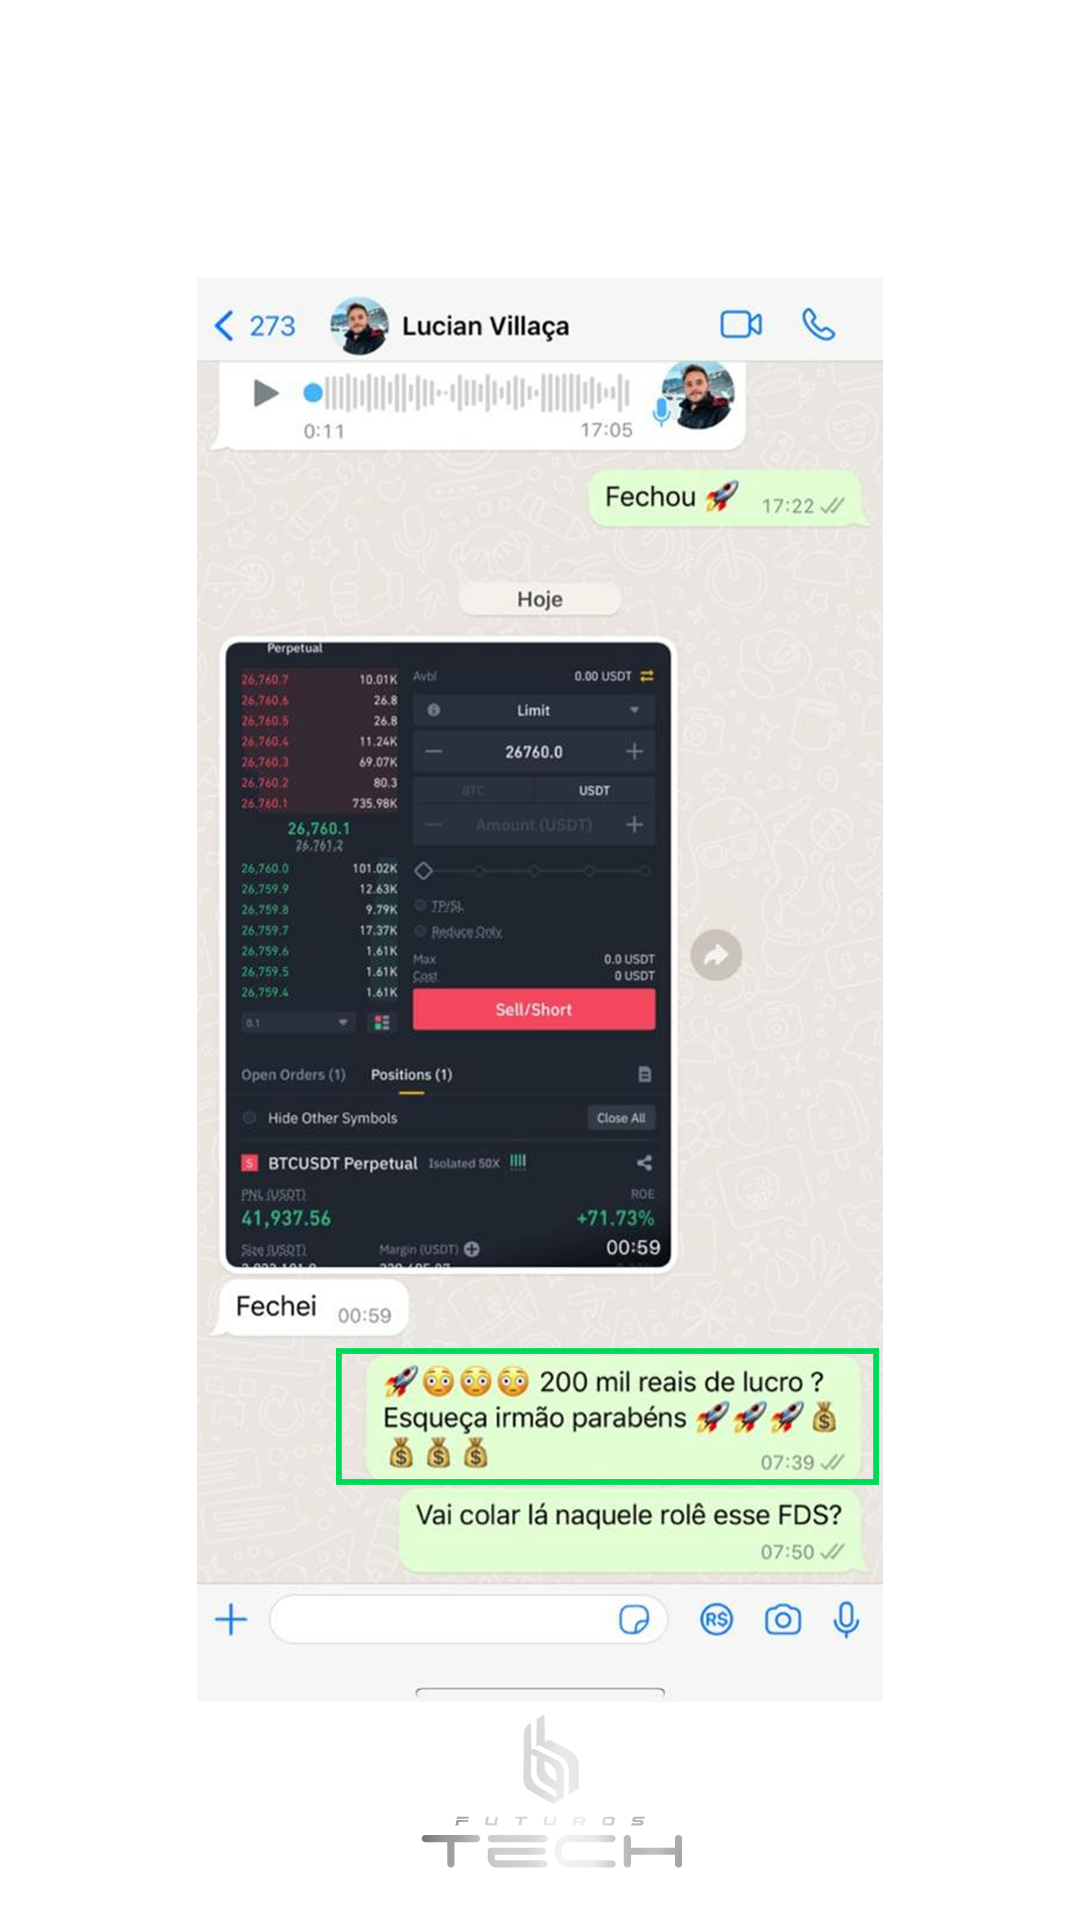 273
Lucian Villaça
0:11
17:05
Fechou 🚀
17:22
Hoje
Perpetual
Avbl
0.00 USDT
26,760.7 10.01K
26,760.6 26.8
26,760.5 26.8
26,760.4 11.24K
26,760.3 69.07K
26,760.2 80.3
26,760.1 735.98K
26,760.1
26,761.2
26,760.0 101.02K
26,759.9 12.63K
26,759.8 9.79K
26,759.7 17.37K
26,759.6 1.61K
26,759.5 1.61K
26,759.4 1.61K
0.1
Limit
26760.0
BTC USDT
Amount (USDT)
TP/SL
Reduce Only
Max 0.0 USDT
Cost 0 USDT
Sell/Short
Open Orders (1) Positions (1)
Hide Other Symbols
Close All
S BTCUSDT Perpetual Isolated 50X
PNL (USDT) ROE
41,937.56 +71.73%
Size (USDT) Margin (USDT)
00:59
Fechei
00:59
🚀😳😳😳 200 mil reais de lucro ?
Esqueça irmão parabéns 🚀🚀🚀💰
💰💰💰
07:39
Vai colar lá naquele rolê esse FDS?
07:50
R$
FUTUROS
TECH